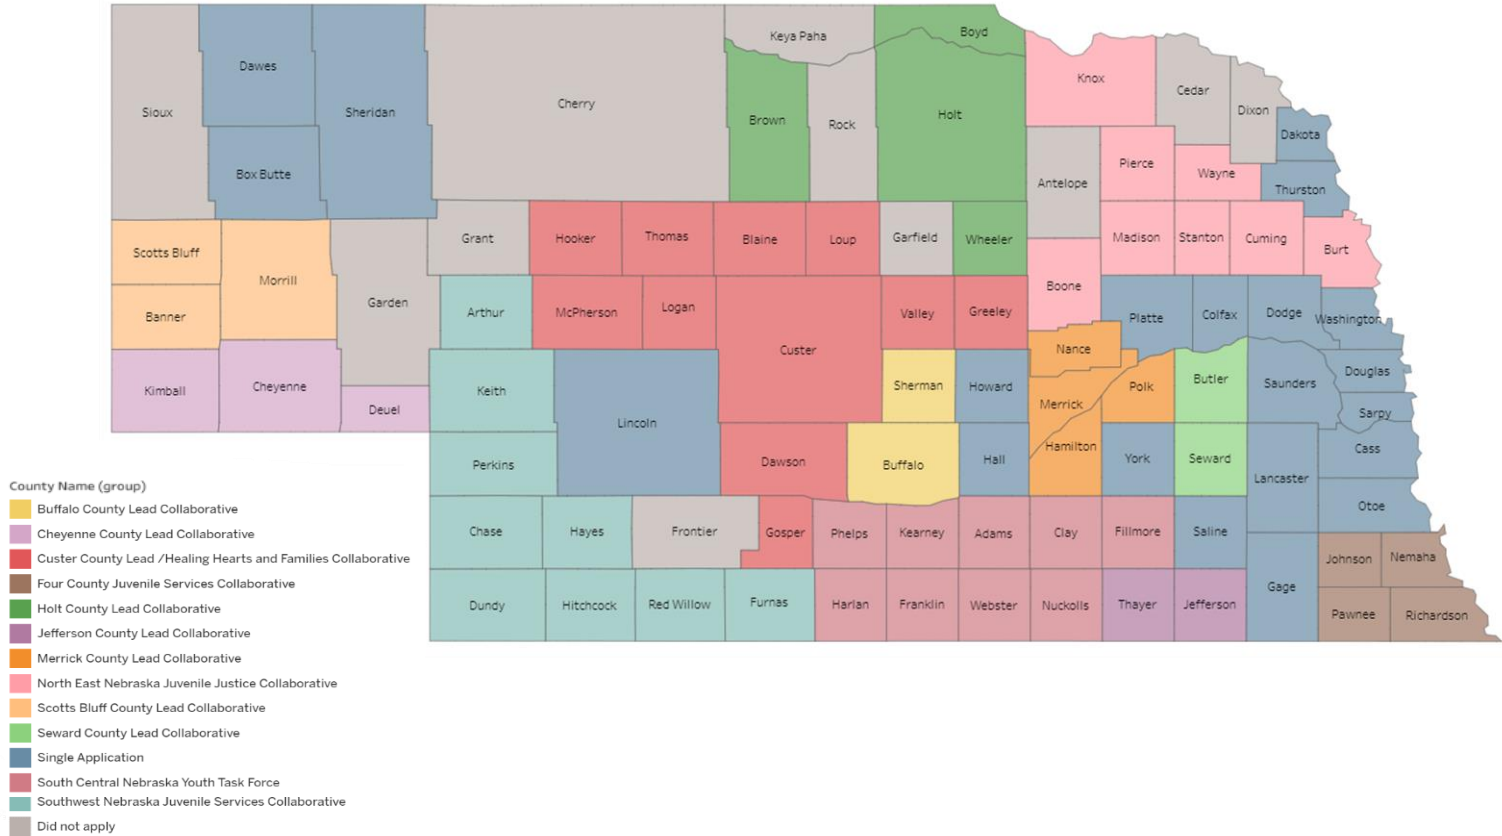 Sioux
Dawes
Sheridan
Box Butte
Cherry
Keya Paha
Boyd
Brown
Rock
Holt
Knox
Cedar
Dixon
Dakota
Antelope
Pierce
Wayne
Thurston
Scotts Bluff
Morrill
Banner
Garden
Grant
Hooker
Thomas
Blaine
Loup
Garfield
Wheeler
Madison
Stanton
Cuming
Burt
Boone
Arthur
McPherson
Logan
Custer
Valley
Greeley
Platte
Colfax
Dodge
Washington
Nance
Kimball
Cheyenne
Deuel
Keith
Lincoln
Sherman
Howard
Merrick
Polk
Butler
Saunders
Douglas
Sarpy
Perkins
Dawson
Buffalo
Hall
Hamilton
York
Seward
Lancaster
Cass
Otoe
Chase
Hayes
Frontier
Gosper
Phelps
Kearney
Adams
Clay
Fillmore
Saline
Gage
Johnson
Nemaha
Dundy
Hitchcock
Red Willow
Furnas
Harlan
Franklin
Webster
Nuckolls
Thayer
Jefferson
Pawnee
Richardson
County Name (group)
Buffalo County Lead Collaborative
Cheyenne County Lead Collaborative
Custer County Lead /Healing Hearts and Families Collaborative
Four County Juvenile Services Collaborative
Holt County Lead Collaborative
Jefferson County Lead Collaborative
Merrick County Lead Collaborative
North East Nebraska Juvenile Justice Collaborative
Scotts Bluff County Lead Collaborative
Seward County Lead Collaborative
Single Application
South Central Nebraska Youth Task Force
Southwest Nebraska Juvenile Services Collaborative
Did not apply